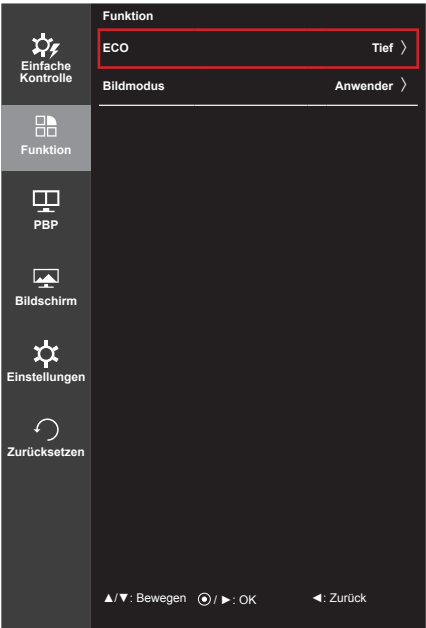 Funktion
ECO Tief 〉
Bildmodus Anwender 〉
Einfache
Kontrolle
Funktion
PBP
Bildschirm
Einstellungen
Zurücksetzen
▲/▼: Bewegen ⦿ / ►: OK ◄: Zurück